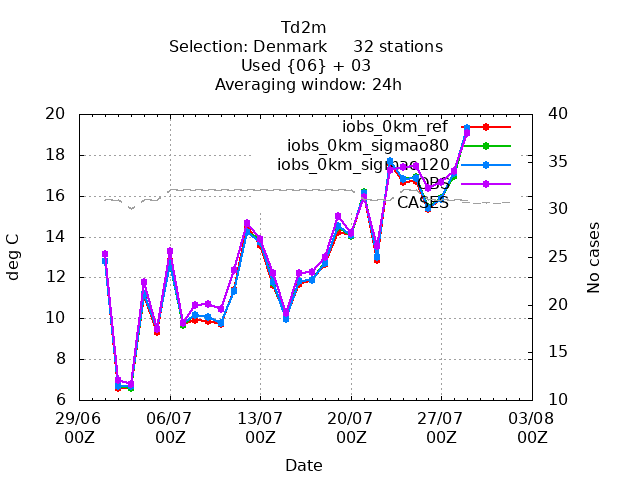 Td2m
Selection: Denmark 32 stations
Used {06} + 03
Averaging window: 24h
20 40
iobs_0km_ref
iobs_0km_sigmao80
18 35
iobs_0km_sigmao120
OBS
16 30
CASES
14 25
deg C
No cases
12 20
10
8 15
6 10
29/06 06/07 13/07 20/07 27/07 03/08
00Z 00Z 00Z 00Z 00Z 00Z
Date